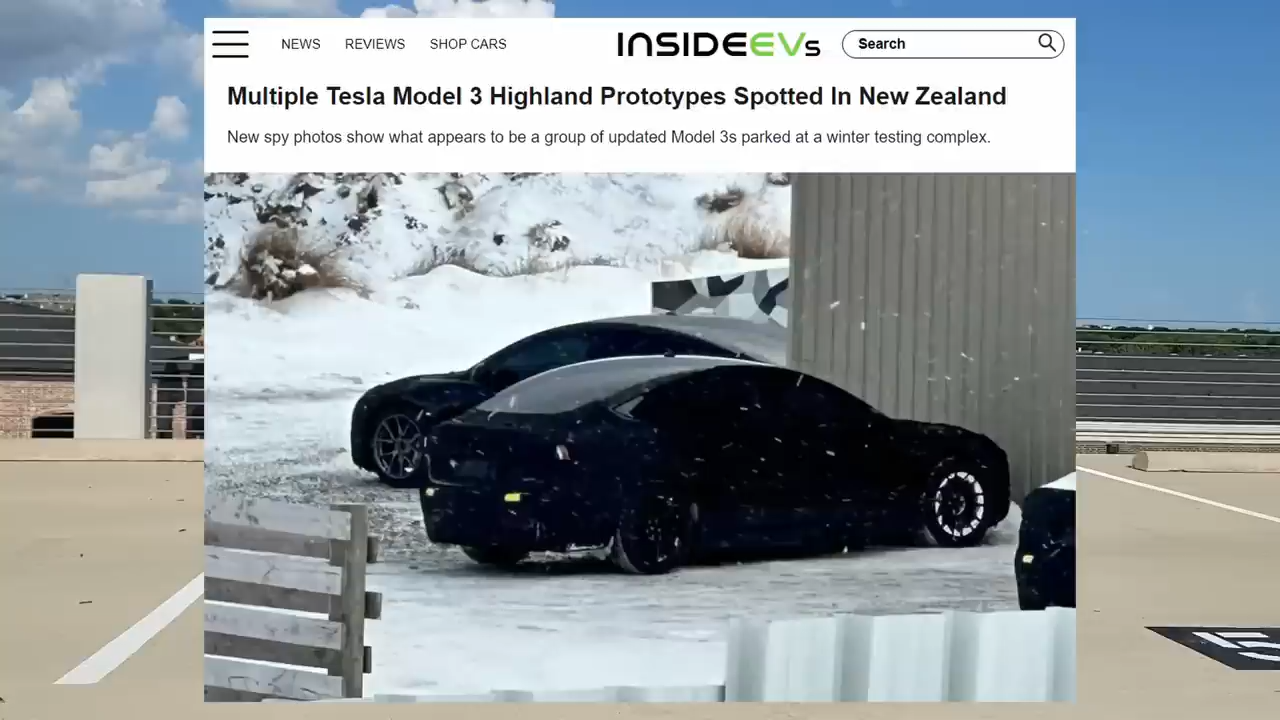 NEWS REVIEWS SHOP CARS INSIDEEVs Search
Multiple Tesla Model 3 Highland Prototypes Spotted In New Zealand
New spy photos show what appears to be a group of updated Model 3s parked at a winter testing complex.